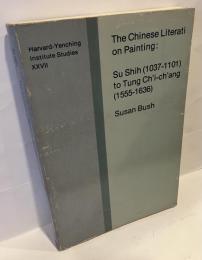 Harvard-Yenching
Institute Studies
XXVII
The Chinese Literati
on Painting:
Su Shih (1037-1101)
to Tung Ch'i-ch'ang
(1555-1636)
Susan Bush